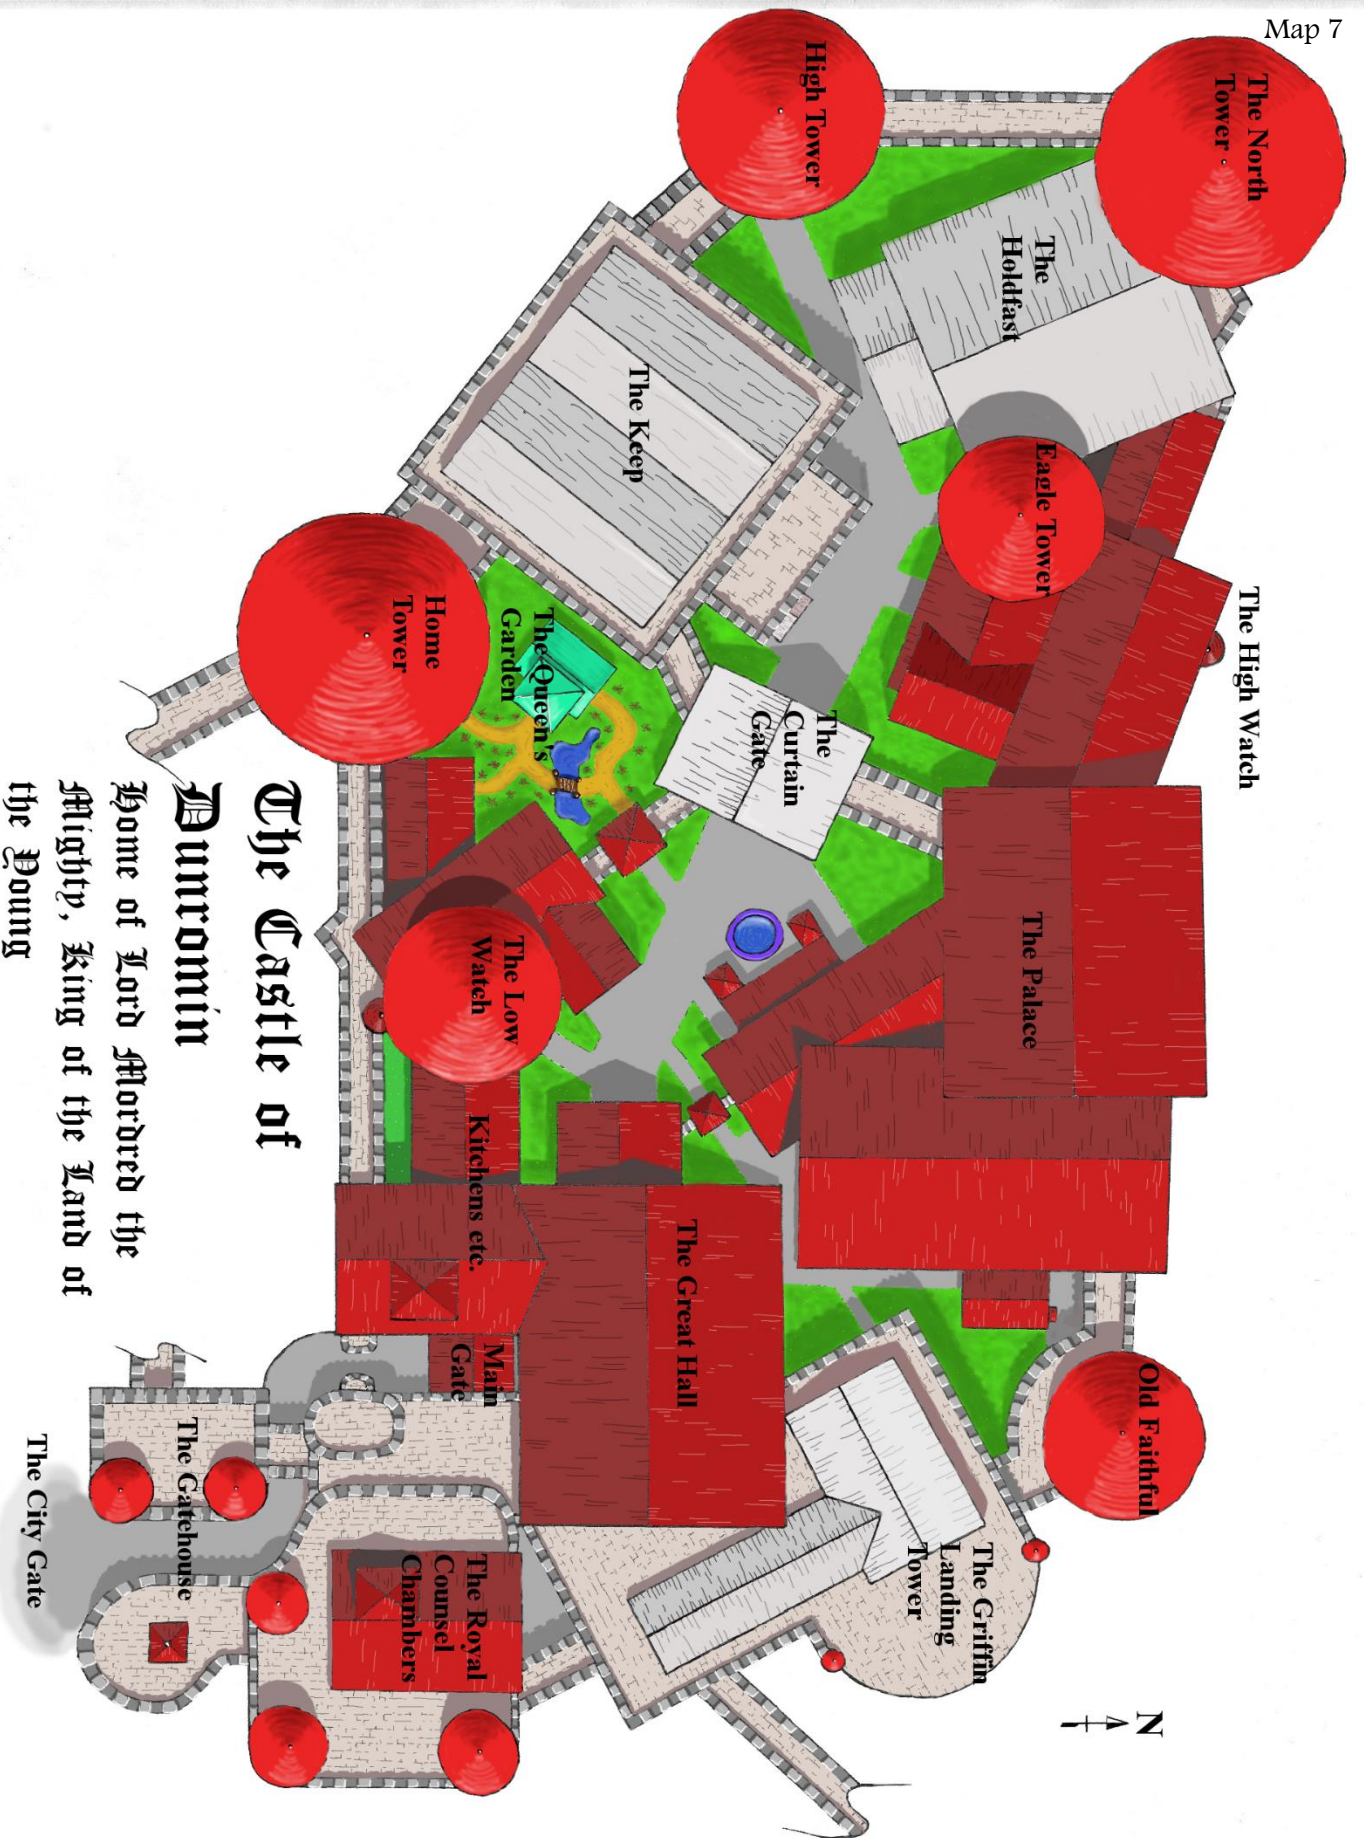 Map 7
The North
Tower
High Tower
The
Holdfast
The Keep
Eagle Tower
The High Watch
Home
Tower
The Queen's
Garden
The
Curtain
Gate
The Palace
The Low
Watch
Kitchens etc.
The Great Hall
Main
Gate
Old Faithful
The Griffin
Landing
Tower
The Royal
Counsel
Chambers
The Gatehouse
The City Gate
N
The Castle of
Dunromin
Home of Lord Mordred the
Mighty, King of the Land of
the Young